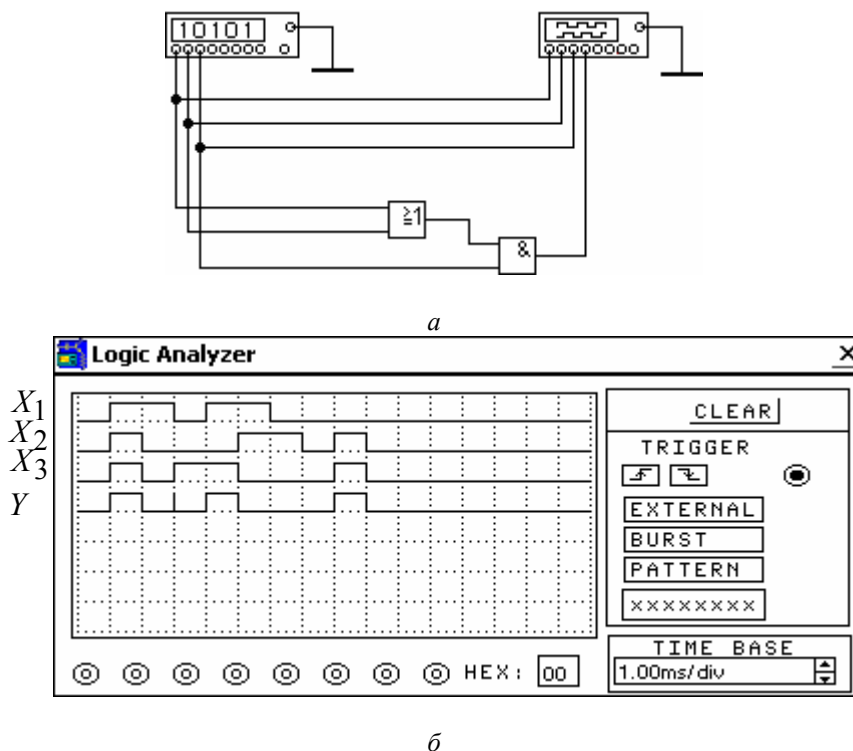 10101
≥1
&
а
Logic Analyzer
X1
X2
X3
Y
CLEAR
TRIGGER
EXTERNAL
BURST
PATTERN
xxxxxxxx
TIME BASE
1.00ms/div
HEX: 00
б